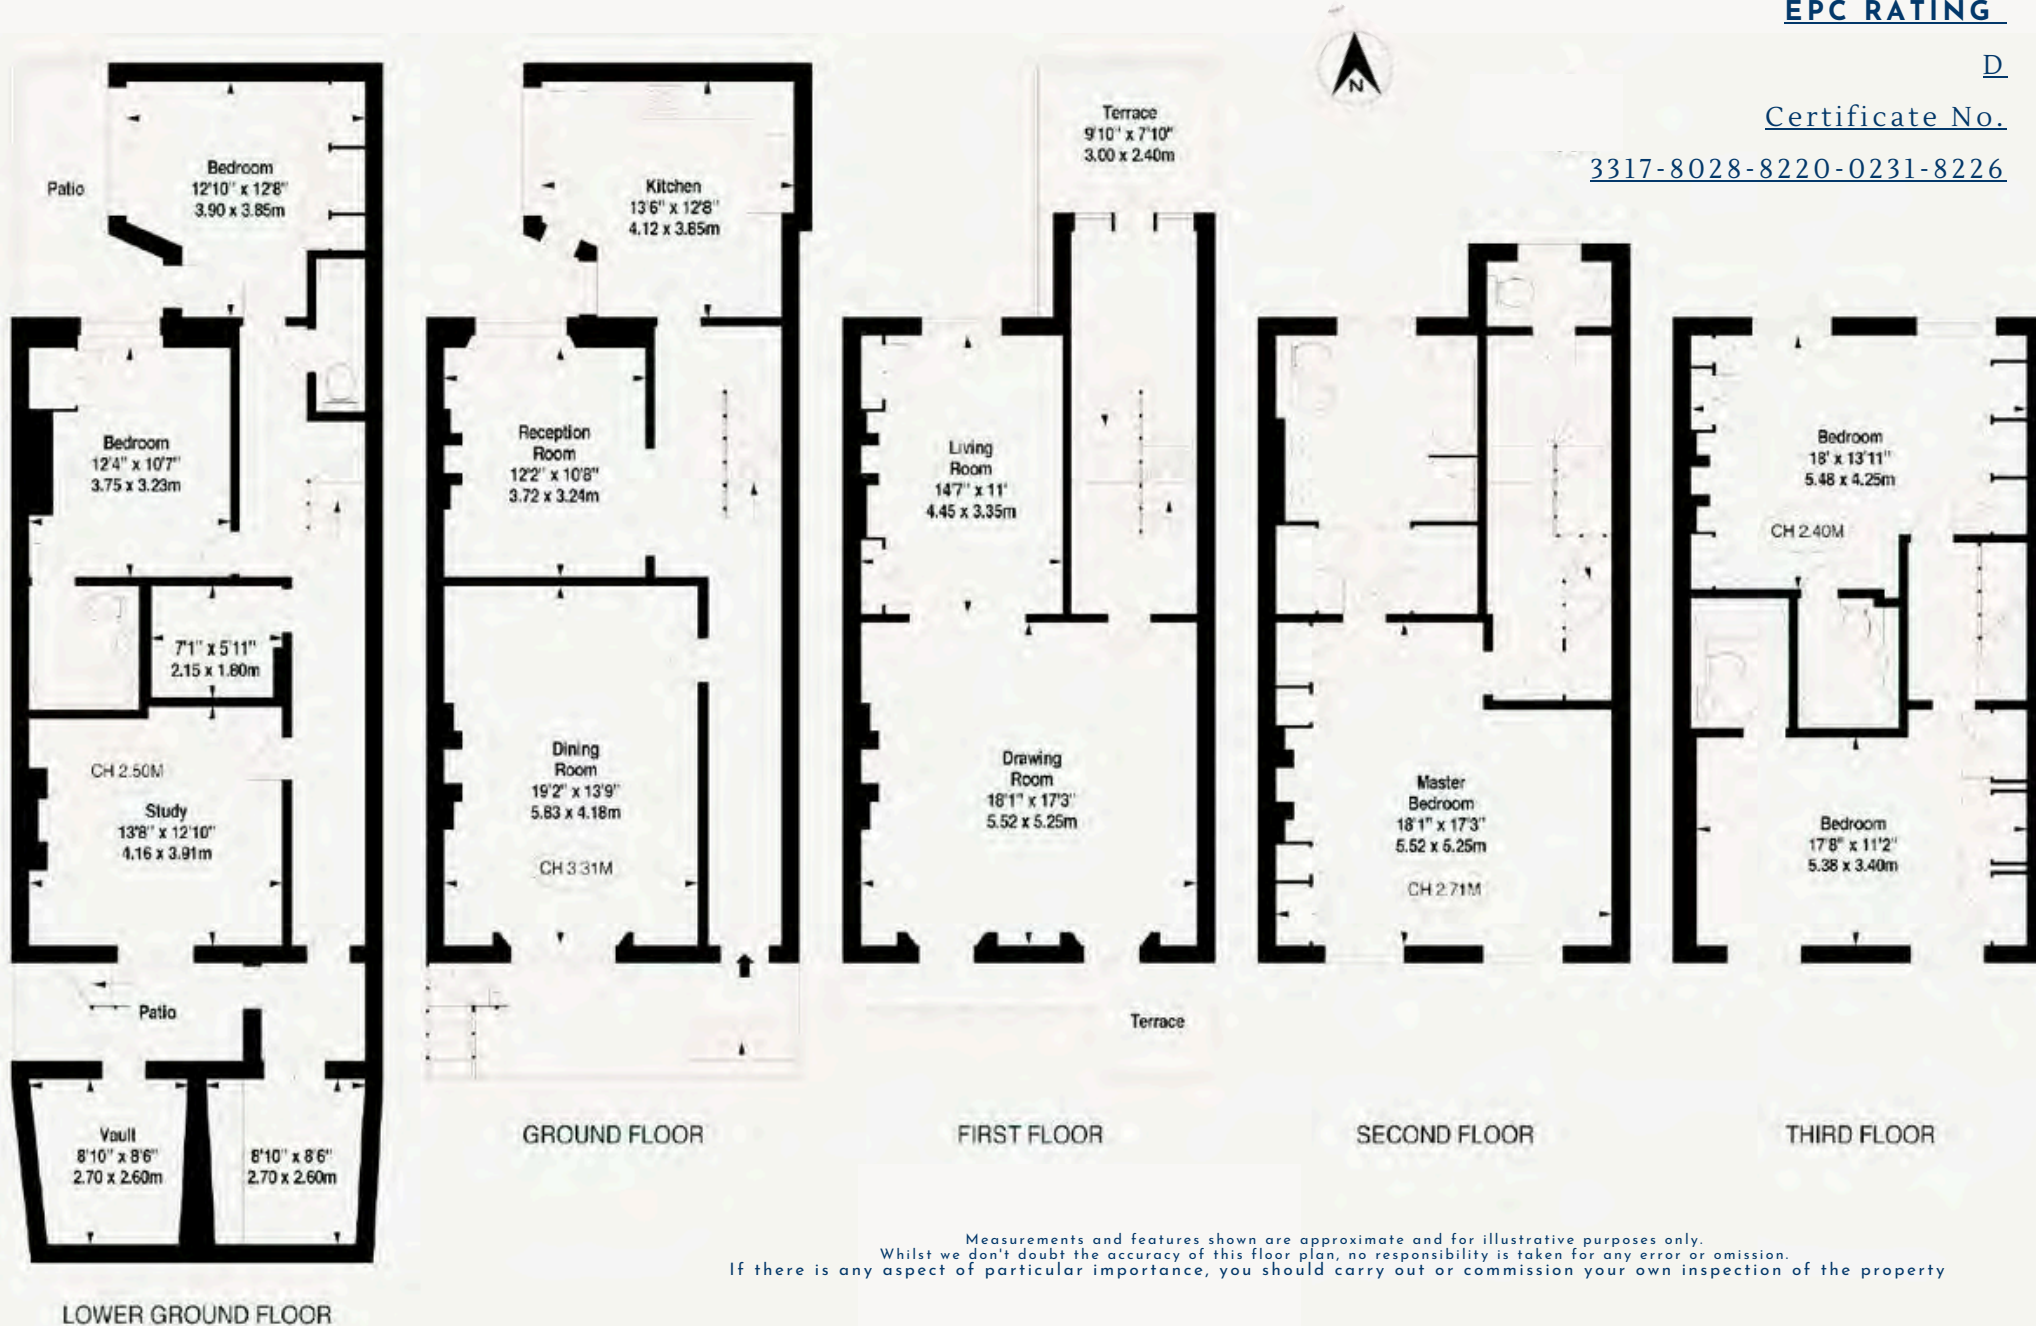 EPC RATING
D
Certificate No.
3317-8028-8220-0231-8226
N
Patio
Bedroom
12'10" x 12'8"
3.90 x 3.85m
Bedroom
12'4" x 10'7"
3.75 x 3.23m
7'1" x 5'11"
2.15 x 1.80m
CH 2.50M
Study
13'8" x 12'10"
4.16 x 3.91m
Patio
Vault
8'10" x 8'6"
2.70 x 2.60m
8'10" x 8'6"
2.70 x 2.60m
LOWER GROUND FLOOR
Kitchen
13'6" x 12'8"
4.12 x 3.85m
Reception
Room
12'2" x 10'8"
3.72 x 3.24m
Dining
Room
19'2" x 13'9"
5.83 x 4.18m
CH 3.31M
GROUND FLOOR
Terrace
9'10" x 7'10"
3.00 x 2.40m
Living
Room
14'7" x 11'
4.45 x 3.35m
Drawing
Room
18'1" x 17'3"
5.52 x 5.25m
Terrace
FIRST FLOOR
Master
Bedroom
18'1" x 17'3"
5.52 x 5.25m
CH 2.71M
SECOND FLOOR
Bedroom
18' x 13'11"
5.48 x 4.25m
CH 2.40M
Bedroom
17'8" x 11'2"
5.38 x 3.40m
THIRD FLOOR
Measurements and features shown are approximate and for illustrative purposes only.
Whilst we don't doubt the accuracy of this floor plan, no responsibility is taken for any error or omission.
If there is any aspect of particular importance, you should carry out or commission your own inspection of the property